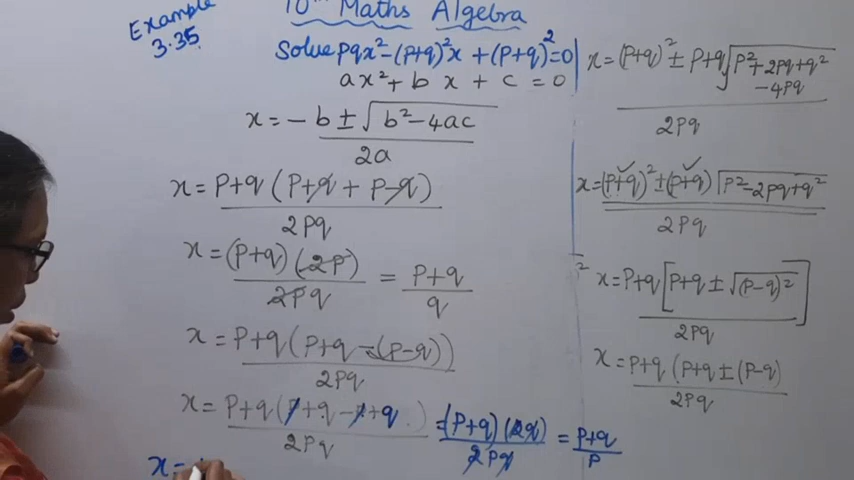 Example
3.35
10th Maths Algebra
Solve pqx² - (p+q)²x + (p+q)² = 0
ax² + b x + c = 0
x = -b ± √b² - 4ac
2a
x = p+q (p+q + p-q)
2pq
x = (p+q) (2p) = p+q
2pq q
x = p+q (p+q - (p-q))
2pq
x = p+q (p+q - p+q ) = (p+q) (2q) = p+q
2pq 2pq p
x =
x = (p+q)² ± p+q √p² + 2pq + q²
-4pq
2pq
x = (p+q)² ± (p+q) √p² - 2pq + q²
2pq
x = p+q [p+q ± √(p-q)²]
2pq
x = p+q (p+q ± (p-q)
2pq